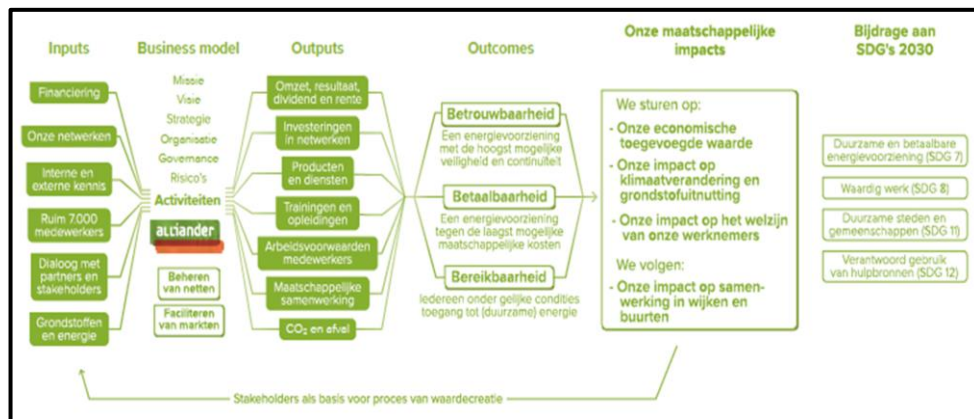 Inputs
Financiering
Onze netwerken
Interne en
externe kennis
Ruim 7.000
medewerkers
Dialoog met
partners en
stakeholders
Grondstoffen
en energie
Business model
Missie
Visie
Strategie
Organisatie
Governance
Risico's
Activiteiten
alliander
Beheren
van netten
Faciliteren
van markten
Outputs
Omzet, resultaat,
dividend en rente
Investeringen
in netwerken
Producten
en diensten
Trainingen en
opleidingen
Arbeidsvoorwaarden
medewerkers
Maatschappelijke
samenwerking
CO₂ en afval
Outcomes
Betrouwbaarheid
Een energievoorziening
met de hoogst mogelijke
veiligheid en continuïteit
Betaalbaarheid
Een energievoorziening
tegen de laagst mogelijke
maatschappelijke kosten
Bereikbaarheid
Iedereen onder gelijke condities
toegang tot (duurzame) energie
Onze maatschappelijke
impacts
We sturen op:
- Onze economische
toegevoegde waarde
- Onze impact op
klimaatverandering en
grondstofuitnutting
- Onze impact op het welzijn
van onze werknemers
We volgen:
- Onze impact op samen-
werking in wijken en
buurten
Bijdrage aan
SDG's 2030
Duurzame en betaalbare
energievoorziening (SDG 7)
Waardig werk (SDG 8)
Duurzame steden en
gemeenschappen (SDG 11)
Verantwoord gebruik
van hulpbronnen (SDG 12)
Stakeholders als basis voor proces van waardecreatie